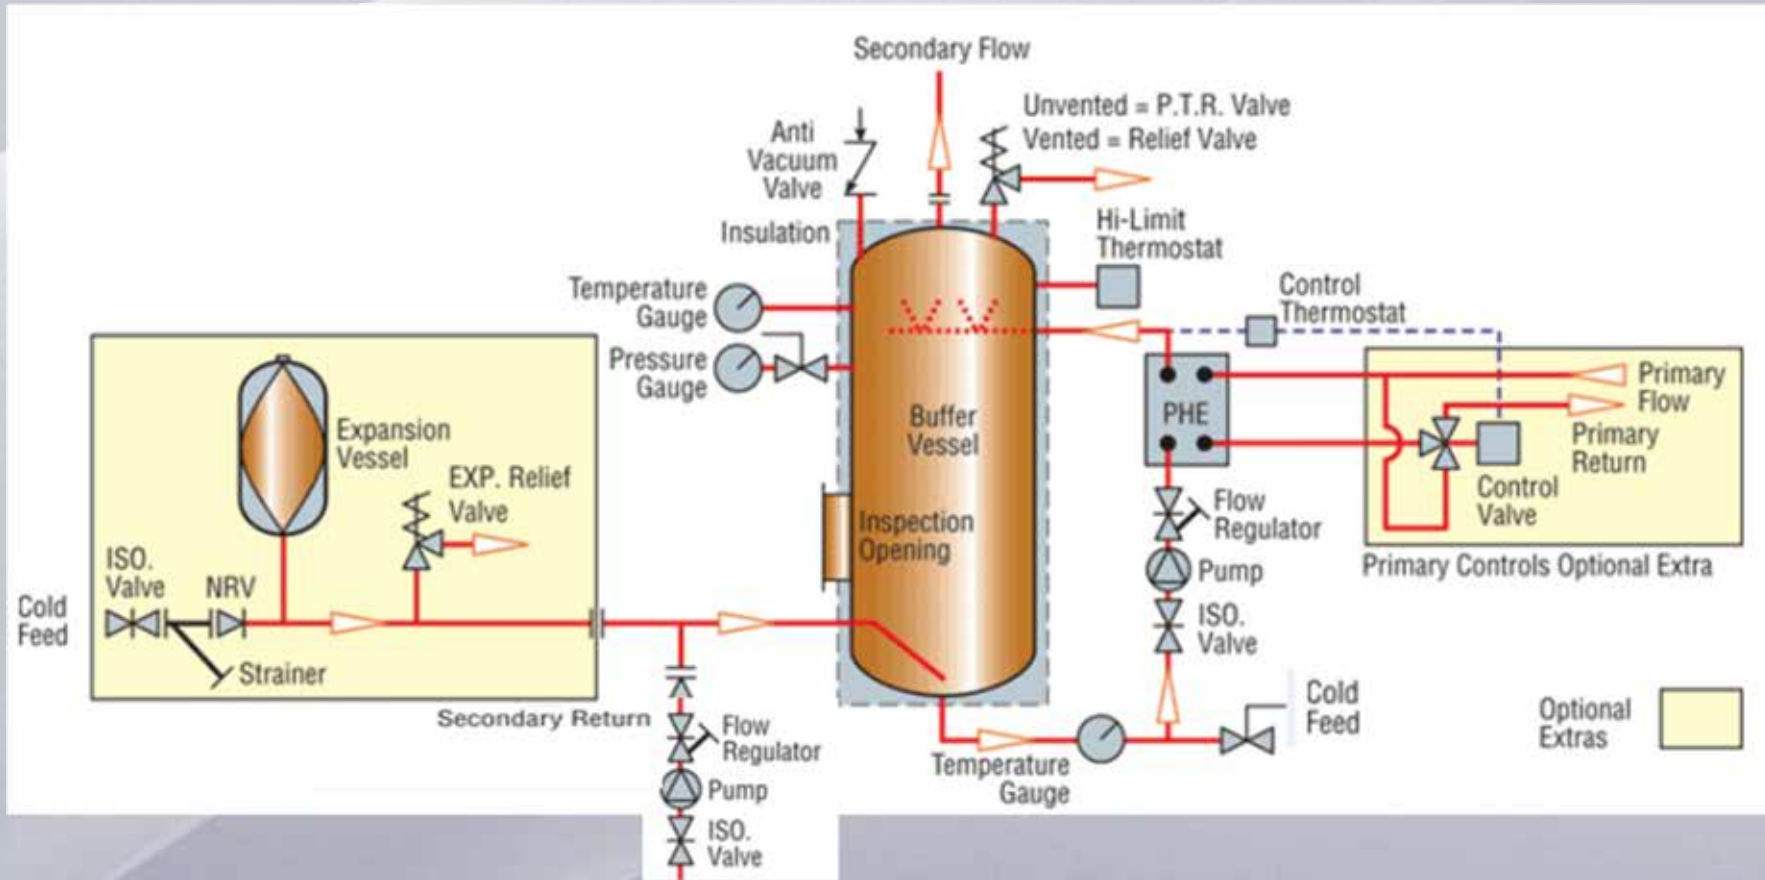 Secondary Flow
Unvented = P.T.R. Valve
Vented = Relief Valve
Anti
Vacuum
Valve
Insulation
Hi-Limit
Thermostat
Temperature
Gauge
Control
Thermostat
Pressure
Gauge
Primary
Flow
Primary
Return
Control
Valve
Primary Controls Optional Extra
PHE
Buffer
Vessel
Expansion
Vessel
EXP. Relief
Valve
Inspection
Opening
Flow
Regulator
Pump
ISO.
Valve
ISO.
Valve
NRV
Cold
Feed
Strainer
Secondary Return
Flow
Regulator
Pump
ISO.
Valve
Temperature
Gauge
Cold
Feed
Optional
Extras